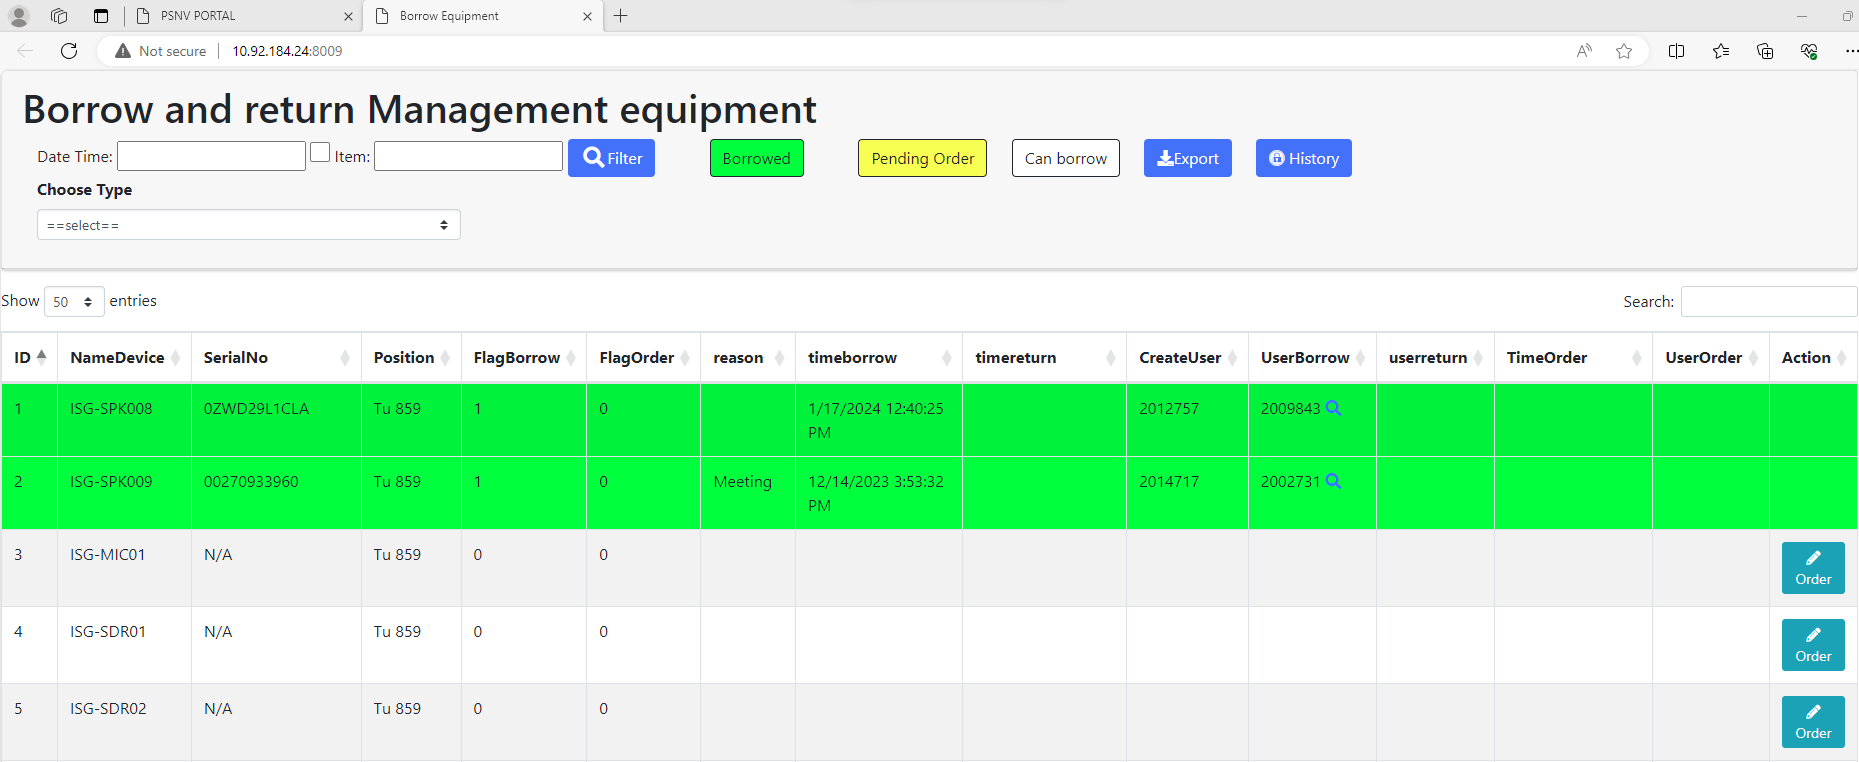 PSNV PORTAL
Borrow Equipment
Not secure
10.92.184.24:8009
Borrow and return Management equipment
Date Time: Item: Filter Borrowed Pending Order Can borrow Export History
Choose Type
==select==
Show 50 entries Search:
ID NameDevice SerialNo Position FlagBorrow FlagOrder reason timeborrow timereturn CreateUser UserBorrow userreturn TimeOrder UserOrder Action
1 ISG-SPK008 0ZWD29L1CLA Tu 859 1 0 1/17/2024 12:40:25 2012757 2009843
PM
2 ISG-SPK009 00270933960 Tu 859 1 0 Meeting 12/14/2023 3:53:32 2014717 2002731
PM
3 ISG-MIC01 N/A Tu 859 0 0
Order
4 ISG-SDR01 N/A Tu 859 0 0
Order
5 ISG-SDR02 N/A Tu 859 0 0
Order